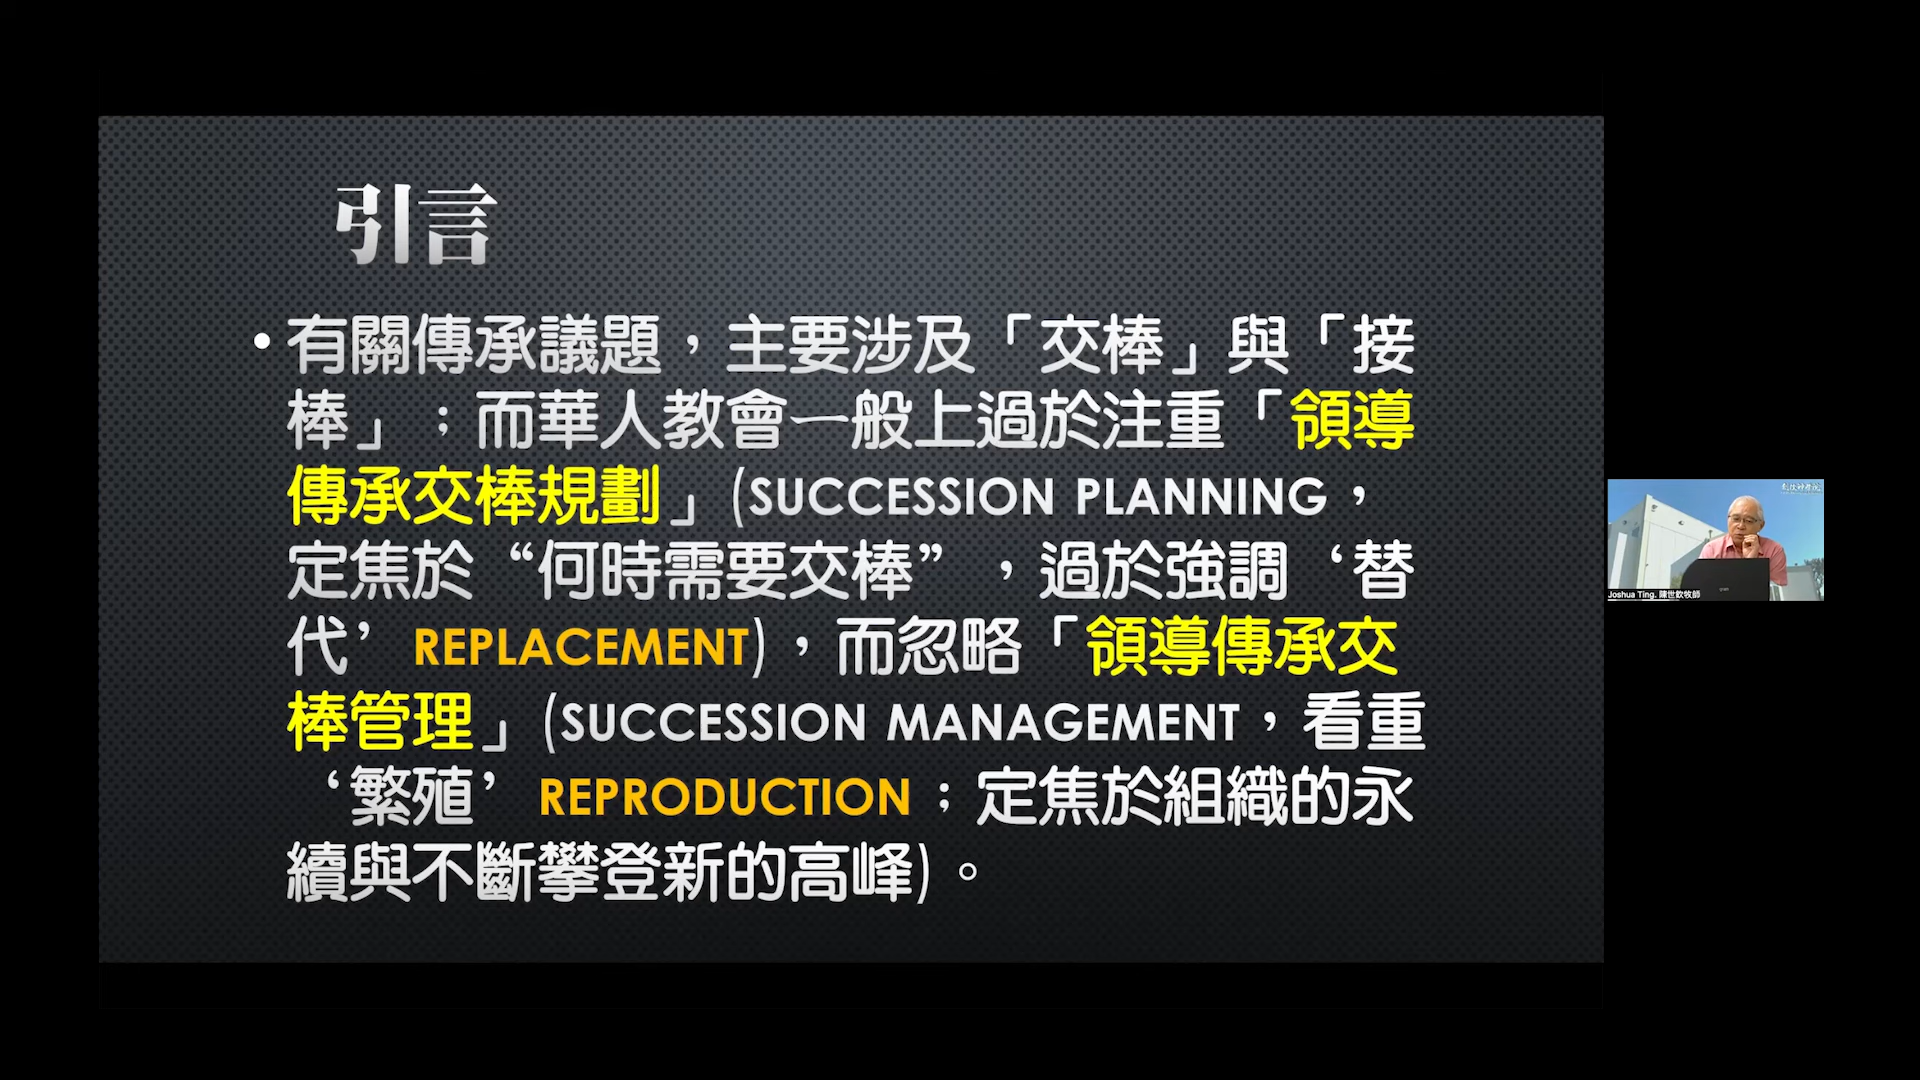 引言
• 有關傳承議題，主要涉及「交棒」與「接
棒」；而華人教會一般上過於注重「領導
傳承交棒規劃」(SUCCESSION PLANNING，
定焦於“何時需要交棒”，過於強調‘替
代’ REPLACEMENT)，而忽略「領導傳承交
棒管理」(SUCCESSION MANAGEMENT，看重
‘繁殖’ REPRODUCTION；定焦於組織的永
續與不斷攀登新的高峰)。
Joshua Ting. 陳世欽牧師